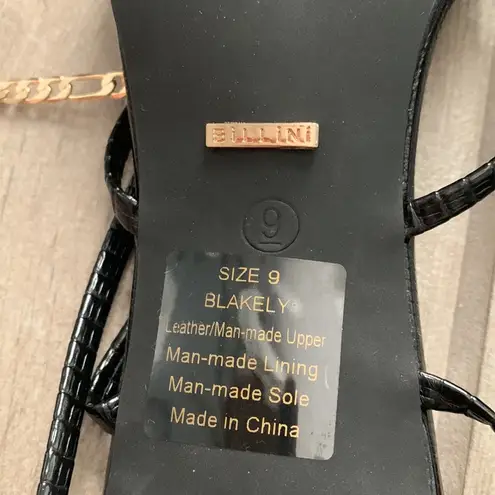 BILLINI
9
SIZE 9
BLAKELY
Leather/Man-made Upper
Man-made Lining
Man-made Sole
Made in China